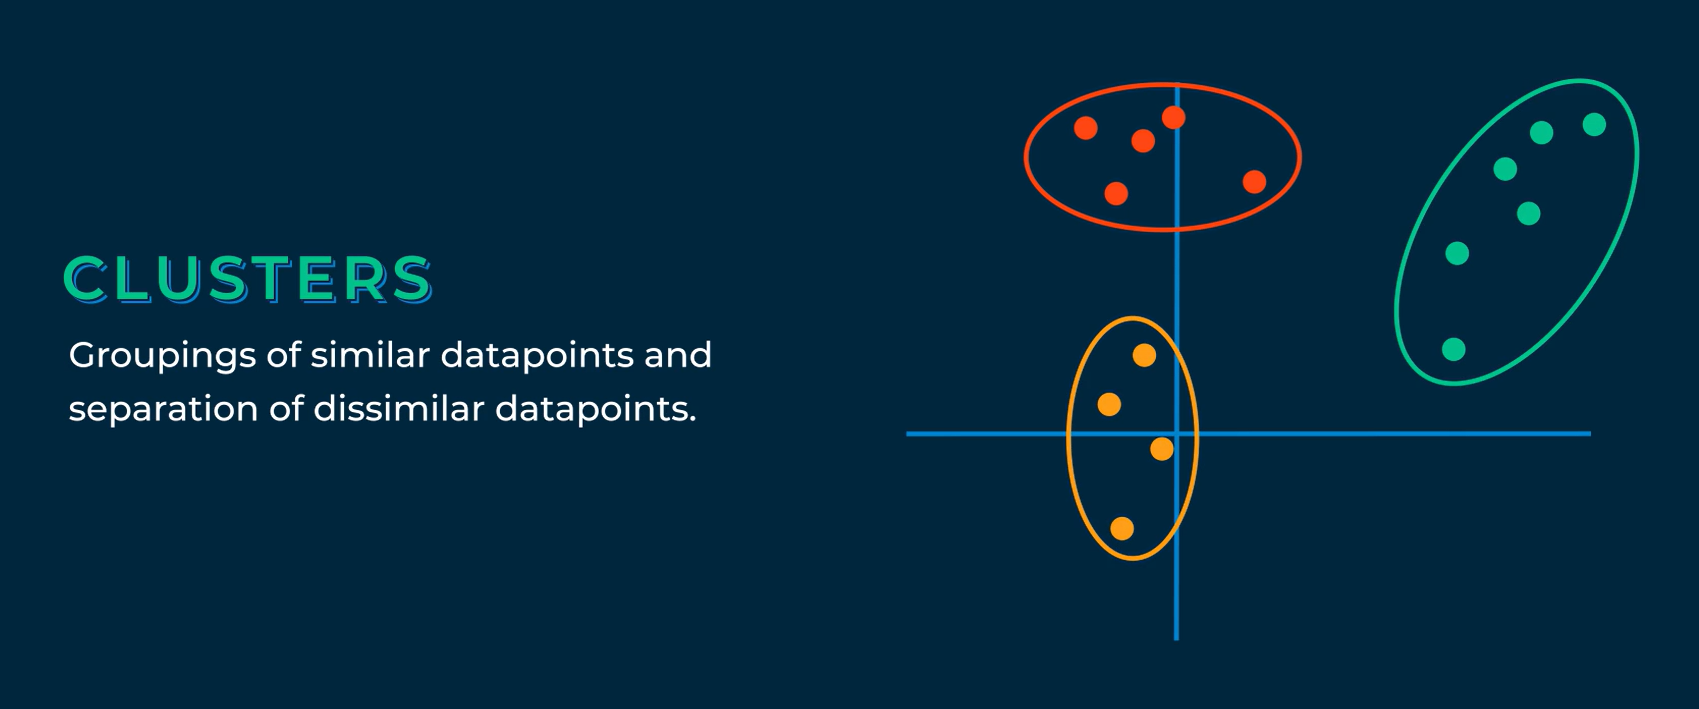 CLUSTERS
Groupings of similar datapoints and
separation of dissimilar datapoints.